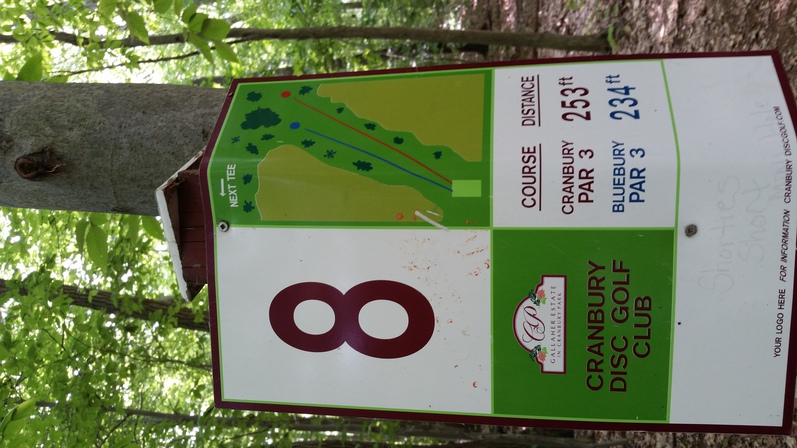 8
NEXT TEE
CP
GALLAHER ESTATE
IN CRANBURY PARK
CRANBURY
DISC GOLF
CLUB
COURSE DISTANCE
CRANBURY
PAR 3 253ft
BLUEBURY
PAR 3 234ft
Shorties
Short
YOUR LOGO HERE FOR INFORMATION CRANBURY DISCGOLF.COM